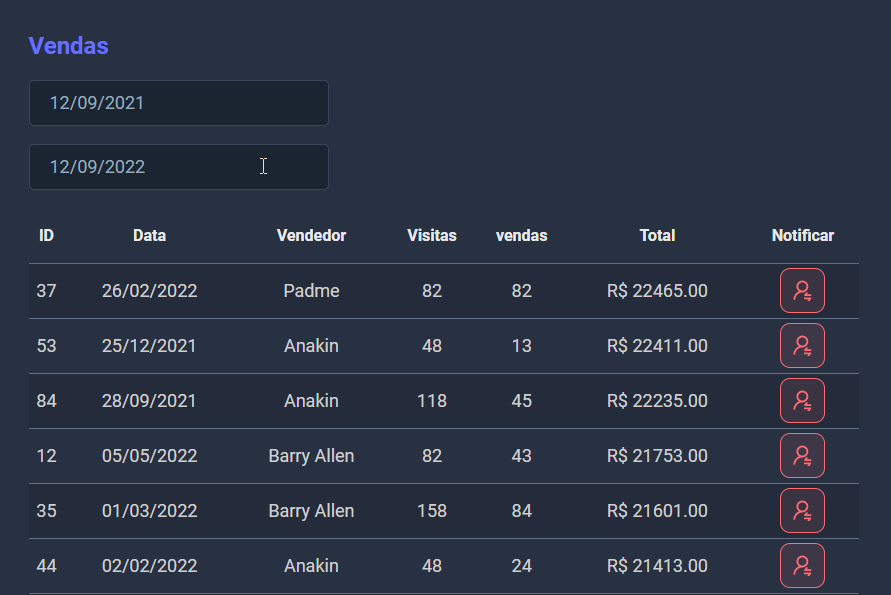 Vendas
12/09/2021
12/09/2022
ID Data Vendedor Visitas vendas Total Notificar
37 26/02/2022 Padme 82 82 R$ 22465.00
53 25/12/2021 Anakin 48 13 R$ 22411.00
84 28/09/2021 Anakin 118 45 R$ 22235.00
12 05/05/2022 Barry Allen 82 43 R$ 21753.00
35 01/03/2022 Barry Allen 158 84 R$ 21601.00
44 02/02/2022 Anakin 48 24 R$ 21413.00